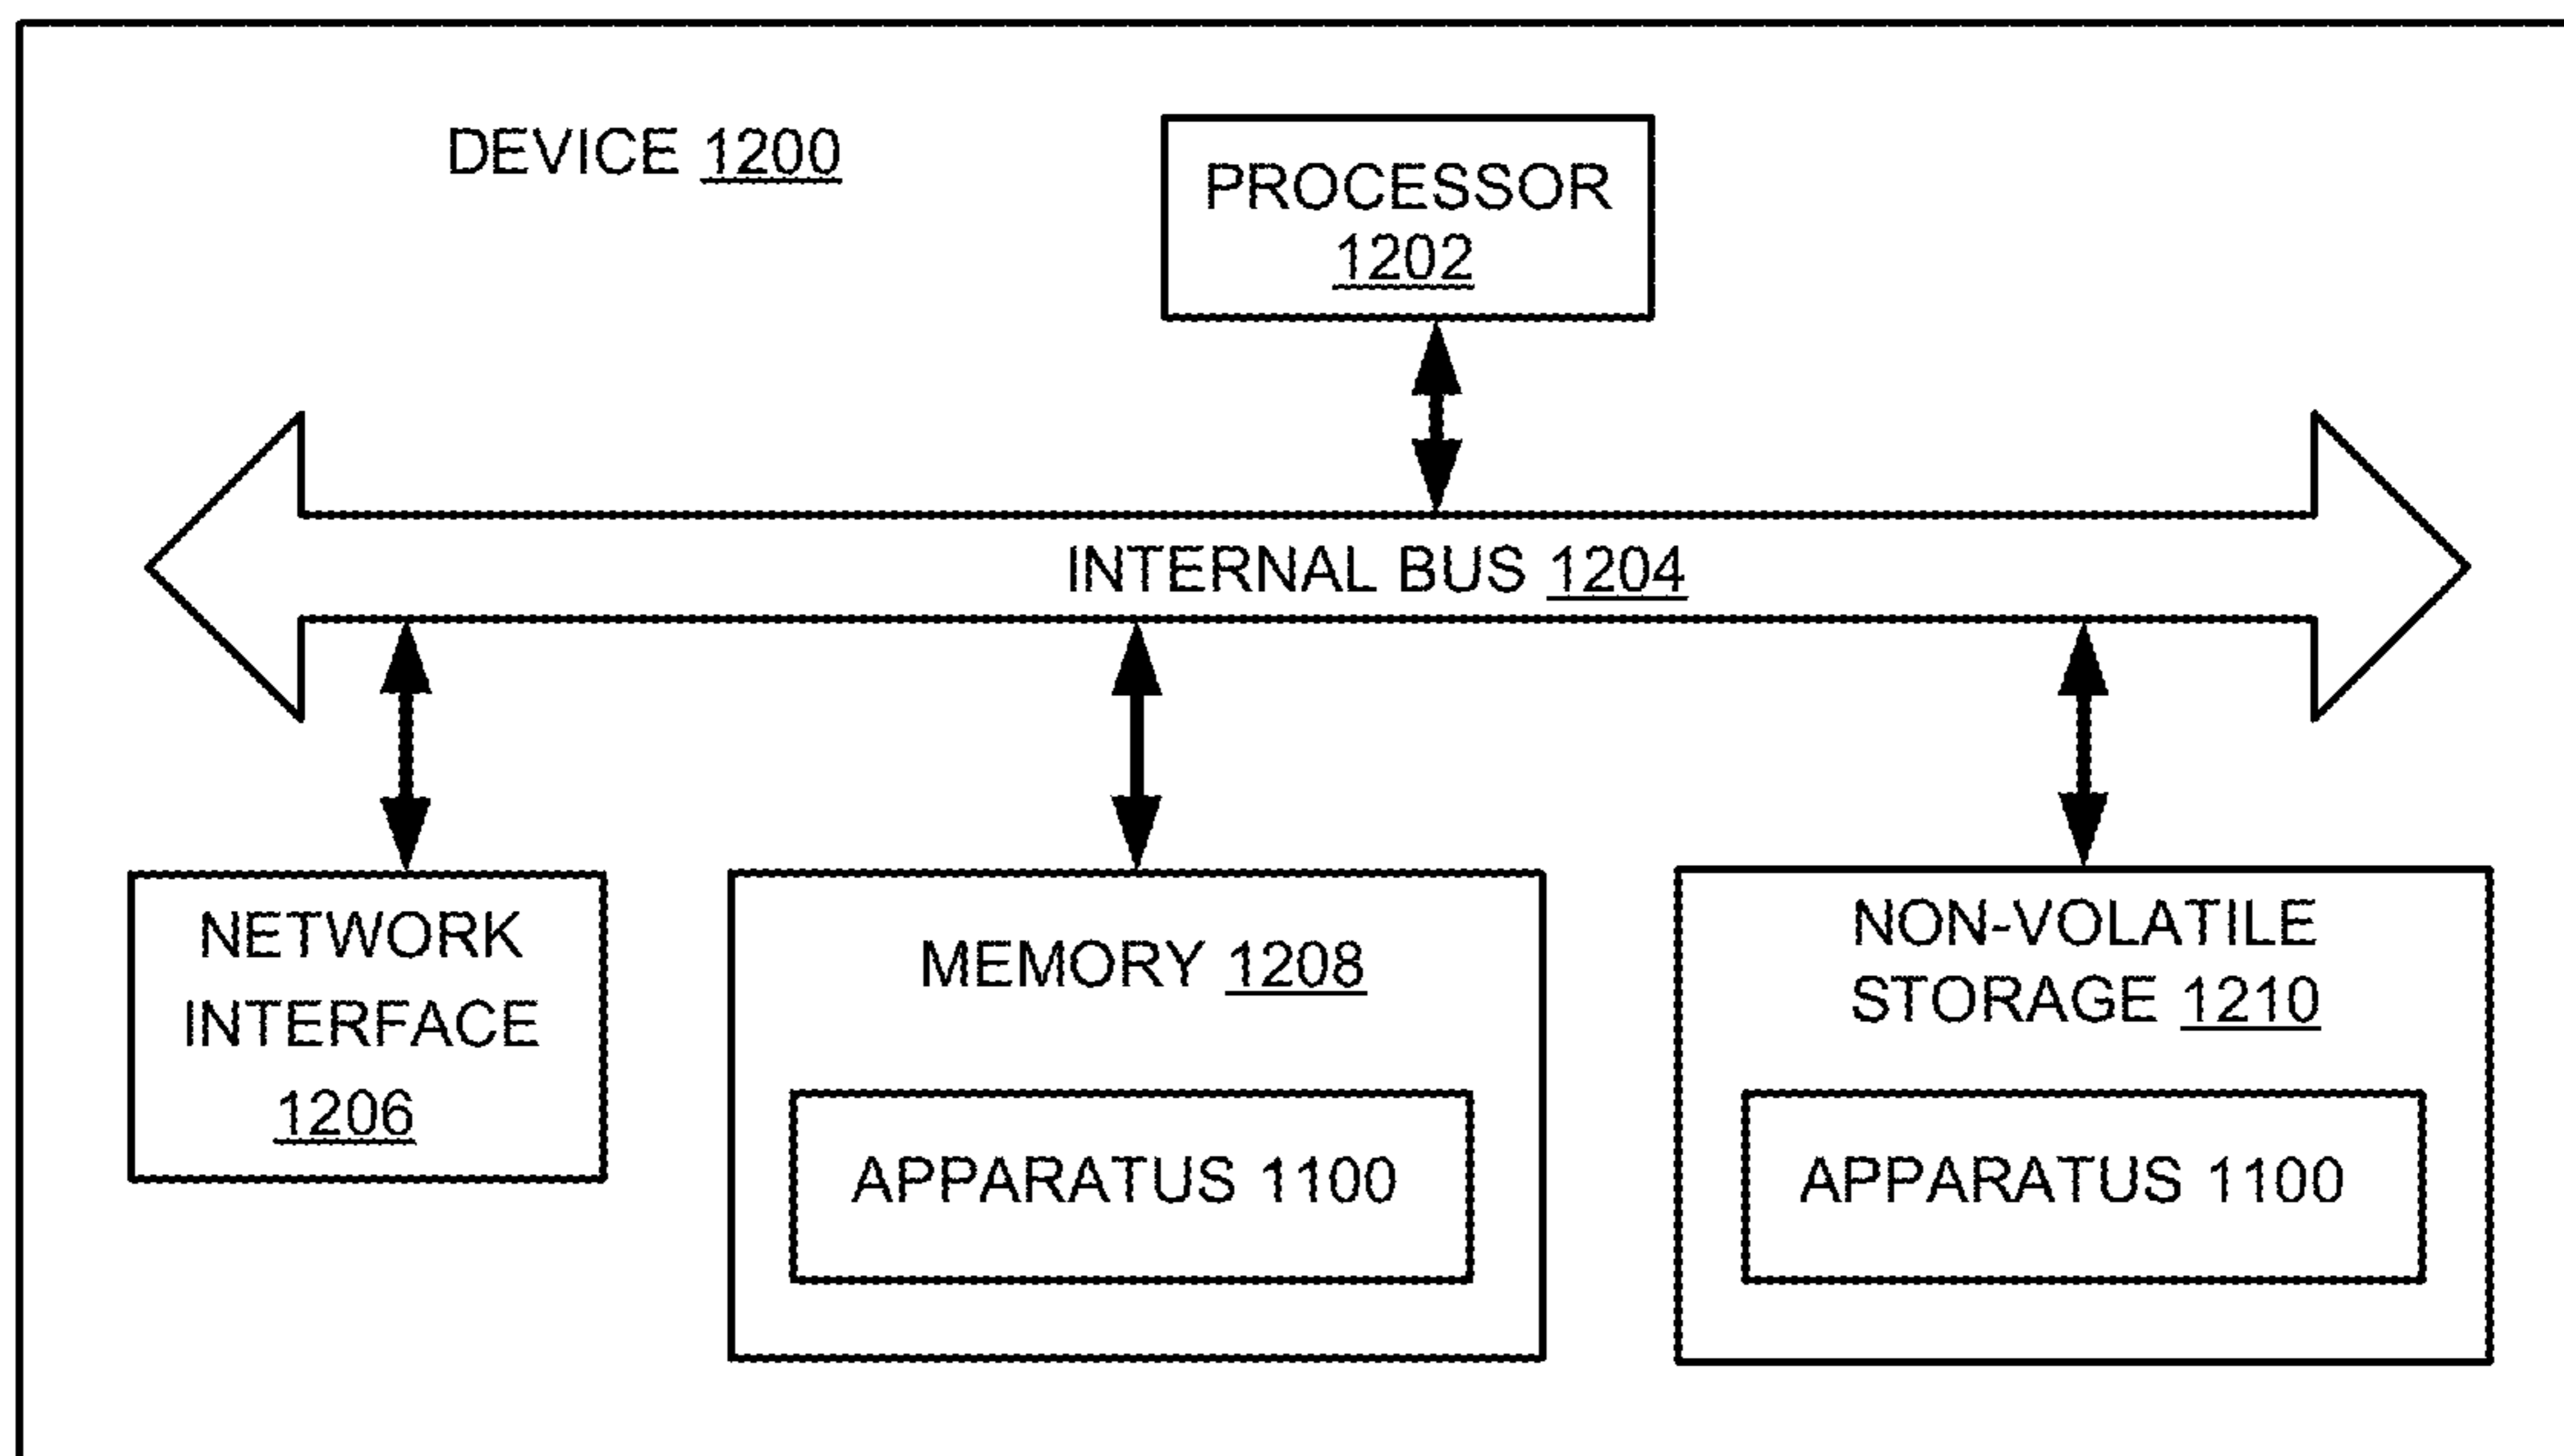 DEVICE 1200
PROCESSOR
1202
INTERNAL BUS 1204
NETWORK
INTERFACE
1206
MEMORY 1208
APPARATUS 1100
NON-VOLATILE
STORAGE 1210
APPARATUS 1100